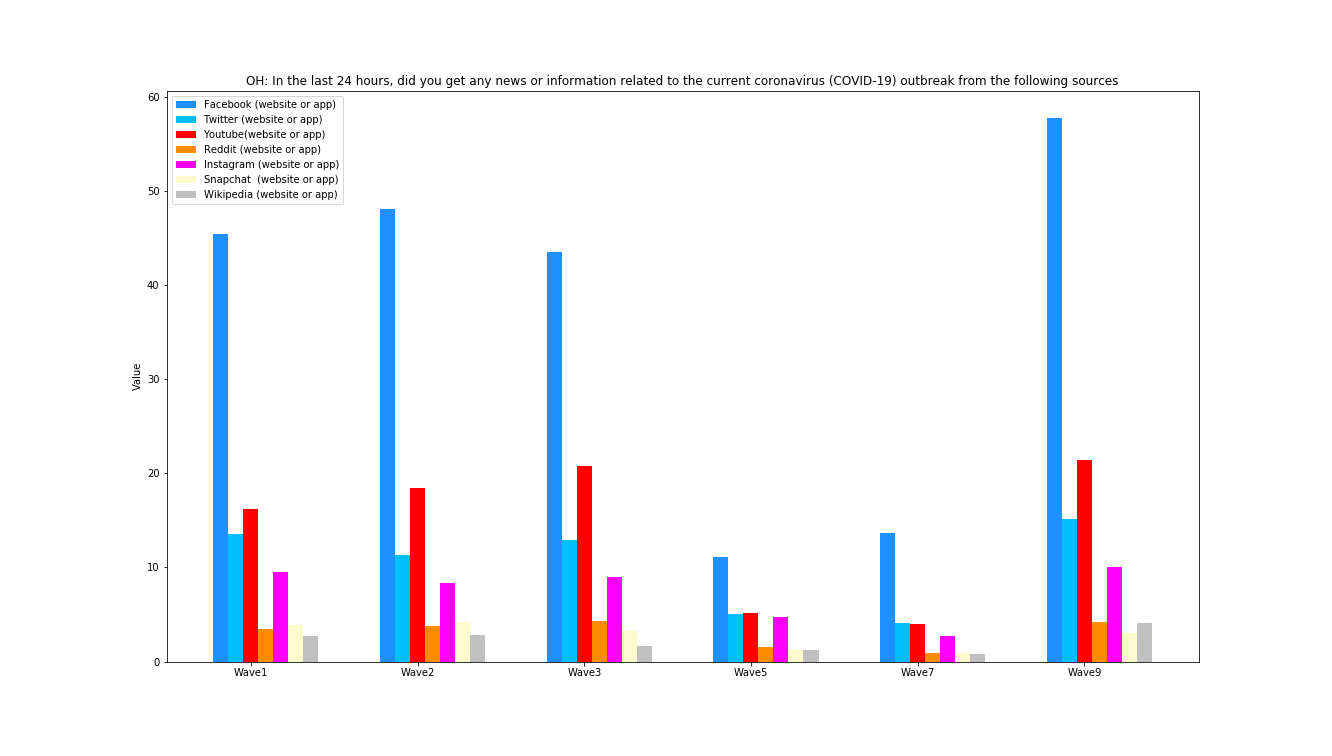 OH: In the last 24 hours, did you get any news or information related to the current coronavirus (COVID-19) outbreak from the following sources
Facebook (website or app)
Twitter (website or app)
Youtube(website or app)
Reddit (website or app)
Instagram (website or app)
Snapchat  (website or app)
Wikipedia (website or app)
Value
60
50
40
30
20
10
0
Wave1 Wave2 Wave3 Wave5 Wave7 Wave9